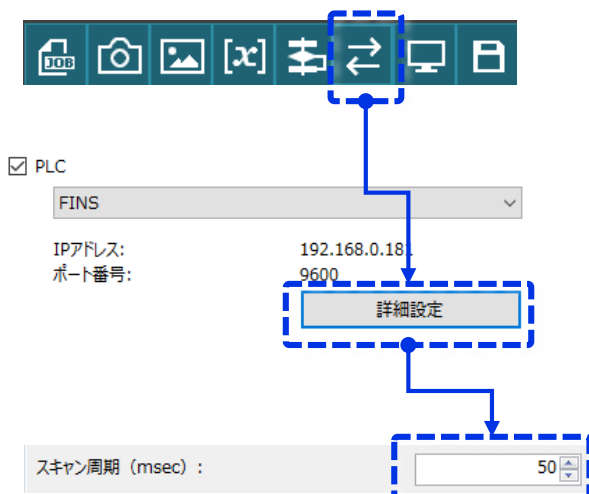 JOB
[x]
PLC
FINS
IPアドレス: 192.168.0.181
ポート番号: 9600
詳細設定
スキャン周期（msec）: 50